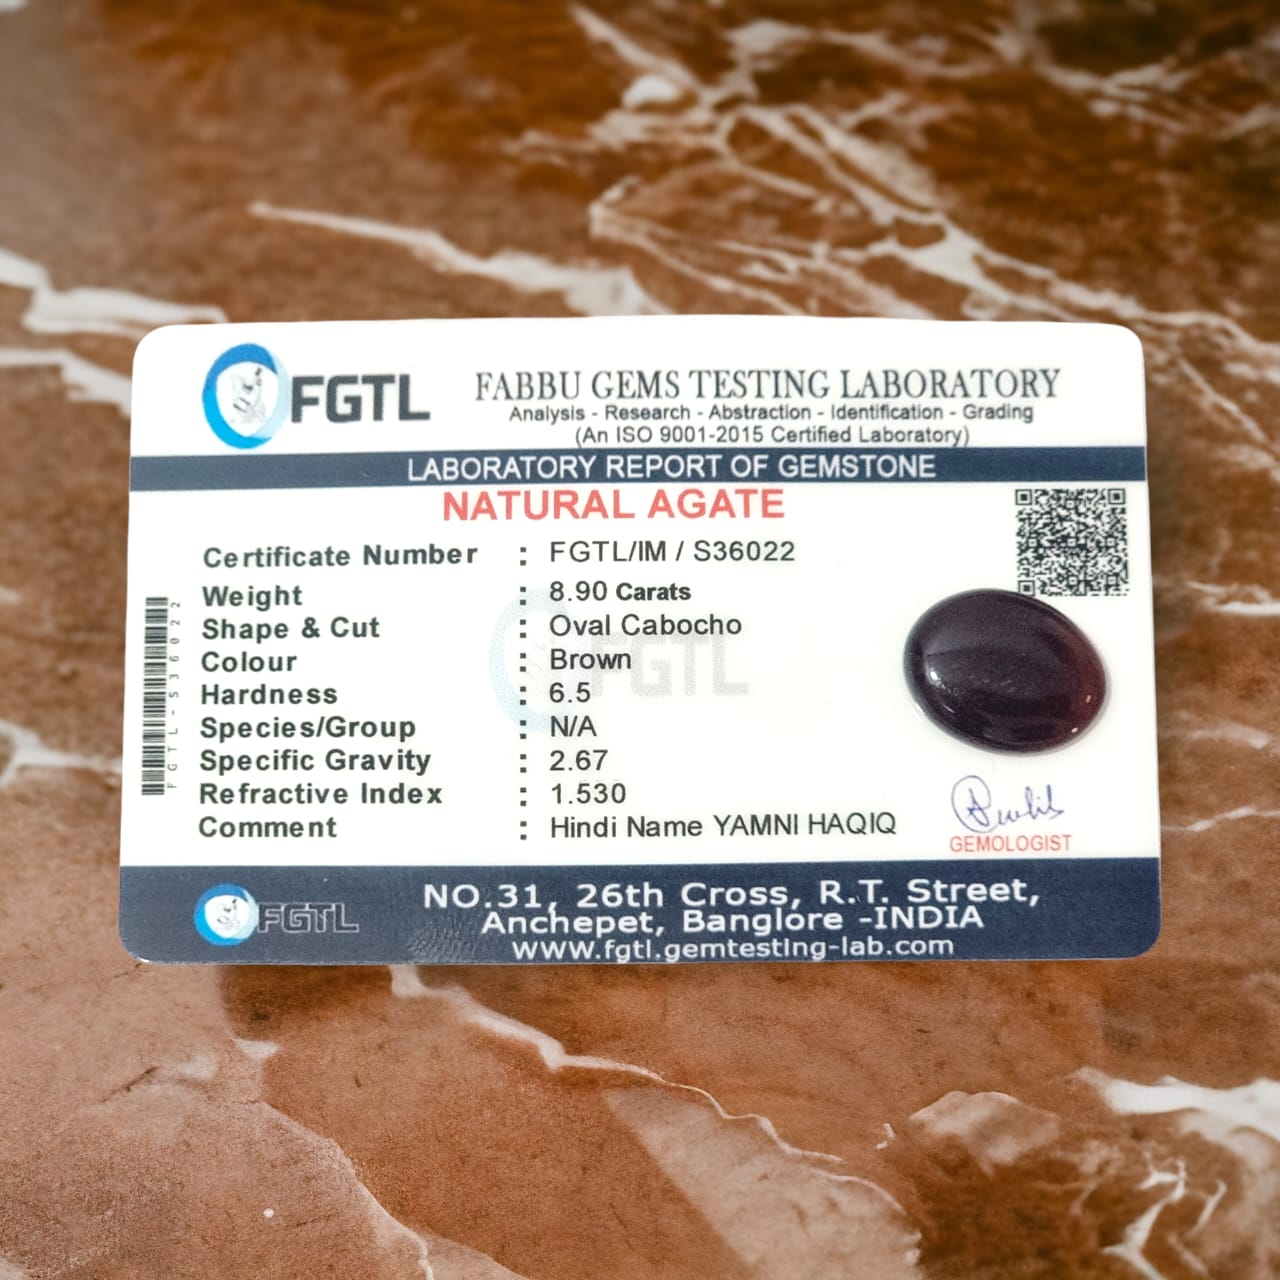 FGTL
FABBU GEMS TESTING LABORATORY
Analysis - Research - Abstraction - Identification - Grading
(An ISO 9001-2015 Certified Laboratory)
LABORATORY REPORT OF GEMSTONE
NATURAL AGATE
Certificate Number : FGTL/IM / S36022
Weight : 8.90 Carats
Shape & Cut : Oval Cabocho
Colour : Brown
Hardness : 6.5
Species/Group : N/A
Specific Gravity : 2.67
Refractive Index : 1.530
Comment : Hindi Name YAMNI HAQIQ
FGTL-S36022
FGTL
GEMOLOGIST
FGTL
NO.31, 26th Cross, R.T. Street,
Anchepet, Banglore -INDIA
www.fgtl.gemtesting-lab.com